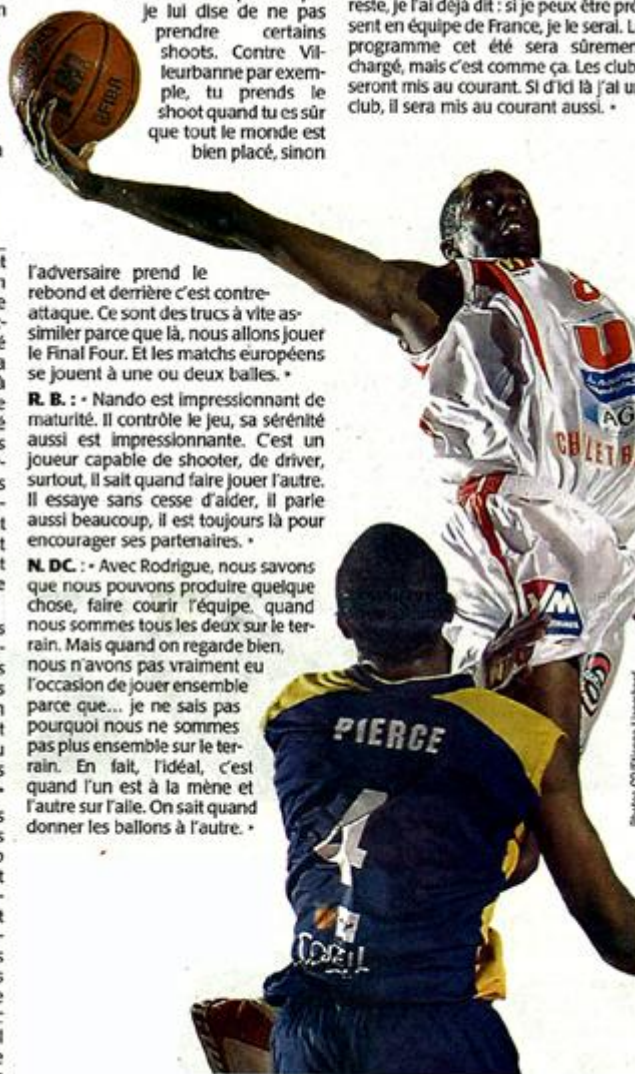 je lui dise de ne pas
prendre certains
shoots. Contre Vil-
leurbanne par exem-
ple, tu prends le
shoot quand tu es sûr
que tout le monde est
bien placé, sinon
l'adversaire prend le
rebond et derrière c'est contre-
attaque. Ce sont des trucs à vite as-
similer parce que là, nous allons jouer
le Final Four. Et les matchs européens
se jouent à une ou deux balles. •
R. B. : • Nando est impressionnant de
maturité. Il contrôle le jeu, sa sérénité
aussi est impressionnante. C'est un
joueur capable de shooter, de driver,
surtout, il sait quand faire jouer l'autre.
Il essaye sans cesse d'aider, il parle
aussi beaucoup, il est toujours là pour
encourager ses partenaires. •
N. DC. : • Avec Rodrigue, nous savons
que nous pouvons produire quelque
chose, faire courir l'équipe, quand
nous sommes tous les deux sur le ter-
rain. Mais quand on regarde bien,
nous n'avons pas vraiment eu
l'occasion de jouer ensemble
parce que... je ne sais pas
pourquoi nous ne sommes
pas plus ensemble sur le ter-
rain. En fait, l'idéal, c'est
quand l'un est à la mène et
l'autre sur l'aile. On sait quand
donner les ballons à l'autre. •
reste, je l'ai déjà dit : si je peux être pré
sent en équipe de France, je le serai. L
programme cet été sera sûrement
chargé, mais c'est comme ça. Les club
seront mis au courant. Si d'ici là j'ai un
club, il sera mis au courant aussi. •
FIBA
U
AG
CHOLET B
VM
PIERCE
4